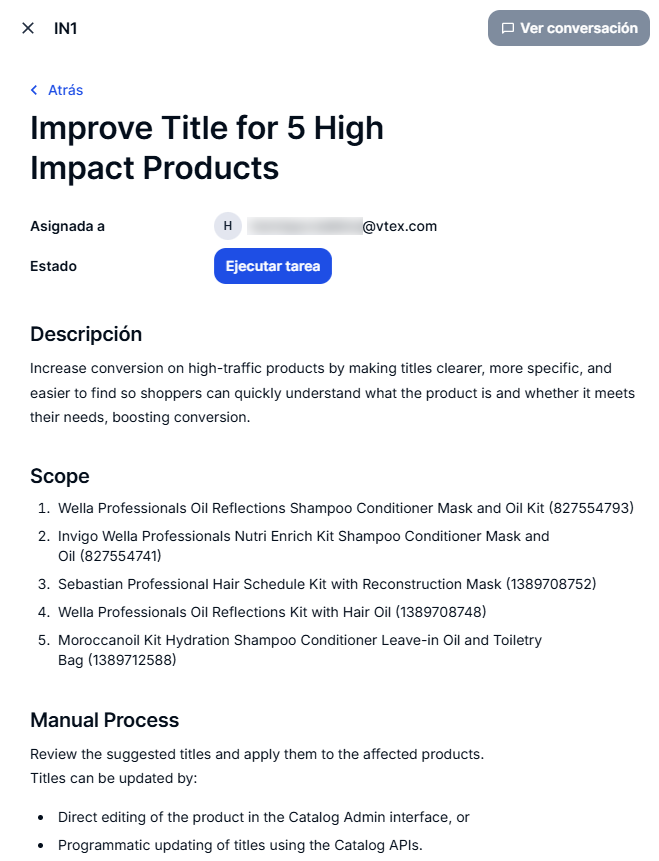 IN1
Ver conversación
Atrás
Improve Title for 5 High
Impact Products
Asignada a
H
@vtex.com
Estado
Ejecutar tarea
Descripción
Increase conversion on high-traffic products by making titles clearer, more specific, and
easier to find so shoppers can quickly understand what the product is and whether it meets
their needs, boosting conversion.
Scope
1. Wella Professionals Oil Reflections Shampoo Conditioner Mask and Oil Kit (827554793)
2. Invigo Wella Professionals Nutri Enrich Kit Shampoo Conditioner Mask and
Oil (827554741)
3. Sebastian Professional Hair Schedule Kit with Reconstruction Mask (1389708752)
4. Wella Professionals Oil Reflections Kit with Hair Oil (1389708748)
5. Moroccanoil Kit Hydration Shampoo Conditioner Leave-in Oil and Toiletry
Bag (1389712588)
Manual Process
Review the suggested titles and apply them to the affected products.
Titles can be updated by:
• Direct editing of the product in the Catalog Admin interface, or
• Programmatic updating of titles using the Catalog APIs.